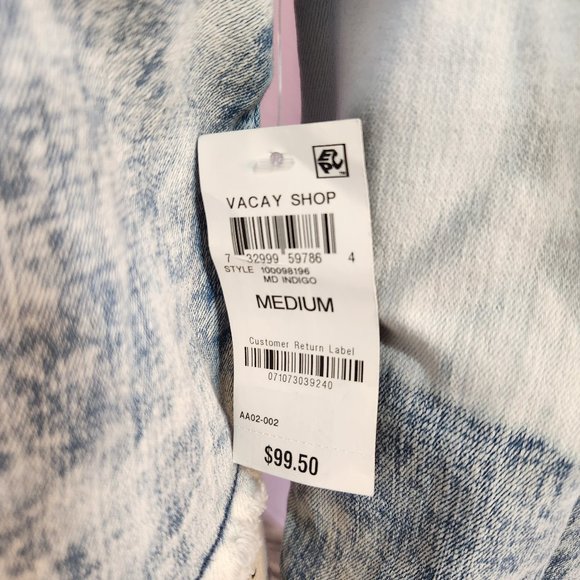 EPIC
VACAY SHOP
7 32999 59786 4
STYLE 100098196
MD INDIGO
MEDIUM
Customer Return Label
071073039240
AA02-002
$99.50